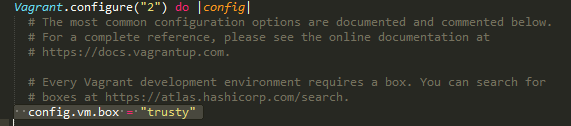 Vagrant.configure("2") do |config|
# The most common configuration options are documented and commented below.
# For a complete reference, please see the online documentation at
# https://docs.vagrantup.com.
# Every Vagrant development environment requires a box. You can search for
# boxes at https://atlas.hashicorp.com/search.
config.vm.box = "trusty"